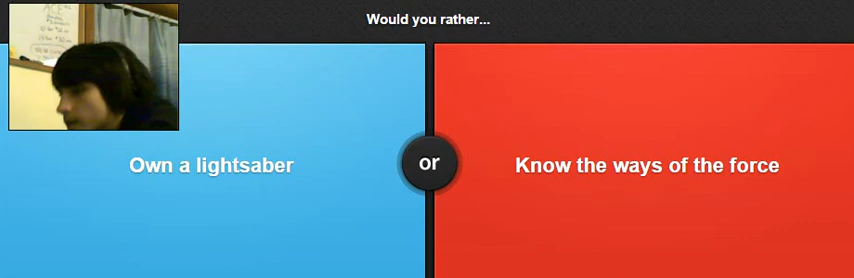 Would you rather...
Own a lightsaber
or
Know the ways of the force